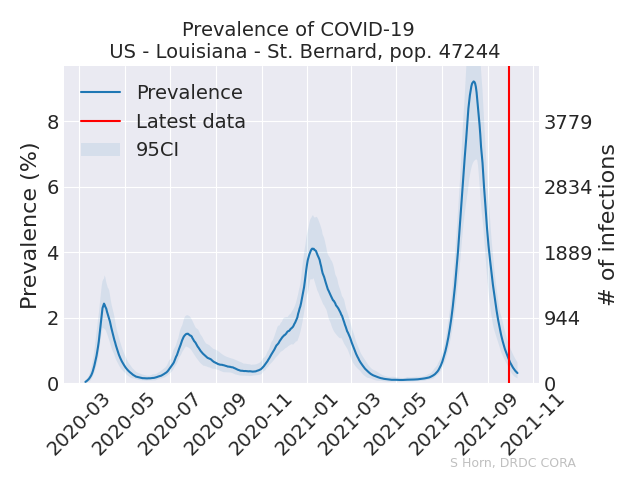 Prevalence of COVID-19
US - Louisiana - St. Bernard, pop. 47244
Prevalence
Latest data
95CI
Prevalence (%)
8
6
4
2
0
3779
2834
1889
944
0
# of infections
2020-03
2020-05
2020-07
2020-09
2020-11
2021-01
2021-03
2021-05
2021-07
2021-09
2021-11
S Horn, DRDC CORA